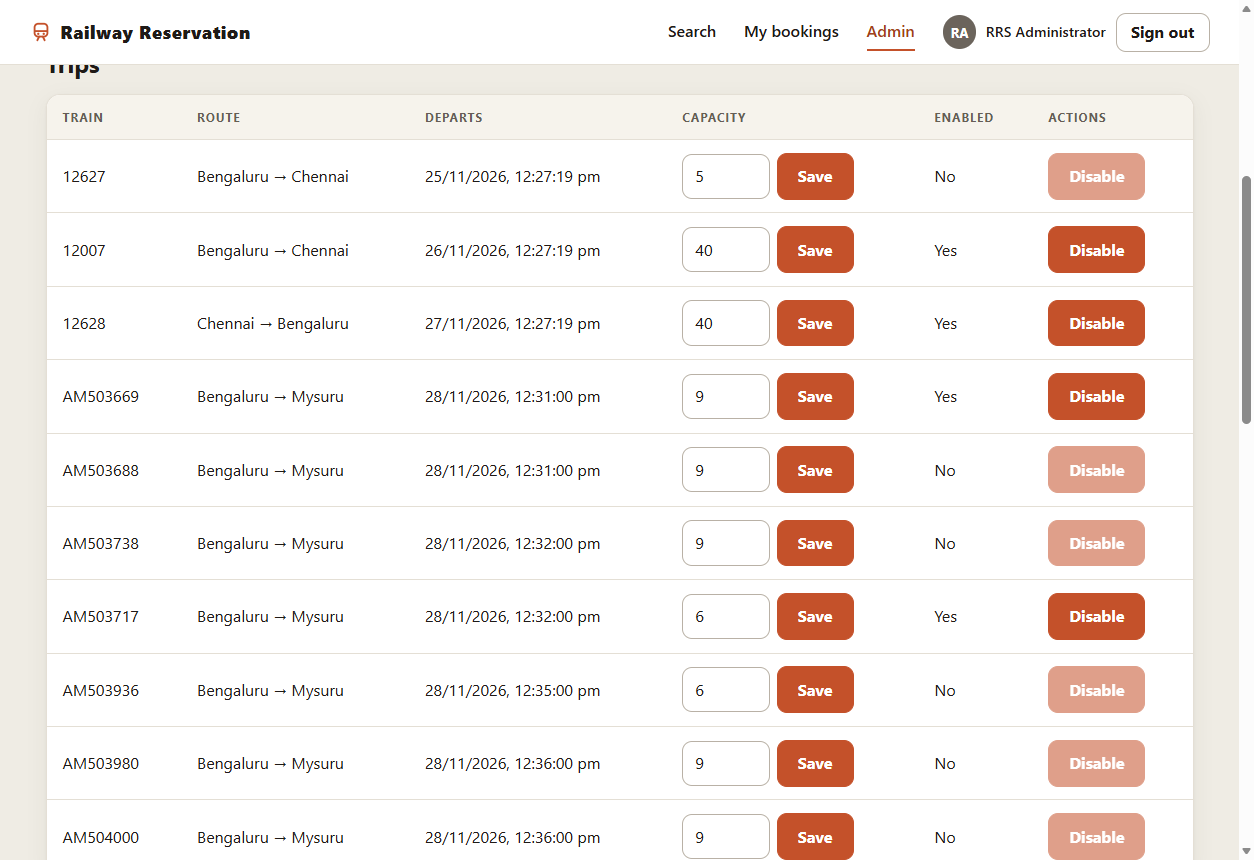 Railway Reservation Search My bookings Admin RA RRS Administrator Sign out
Trips
TRAIN ROUTE DEPARTS CAPACITY ENABLED ACTIONS
12627 Bengaluru → Chennai 25/11/2026, 12:27:19 pm 5 Save No Disable
12007 Bengaluru → Chennai 26/11/2026, 12:27:19 pm 40 Save Yes Disable
12628 Chennai → Bengaluru 27/11/2026, 12:27:19 pm 40 Save Yes Disable
AM503669 Bengaluru → Mysuru 28/11/2026, 12:31:00 pm 9 Save Yes Disable
AM503688 Bengaluru → Mysuru 28/11/2026, 12:31:00 pm 9 Save No Disable
AM503738 Bengaluru → Mysuru 28/11/2026, 12:32:00 pm 9 Save No Disable
AM503717 Bengaluru → Mysuru 28/11/2026, 12:32:00 pm 6 Save Yes Disable
AM503936 Bengaluru → Mysuru 28/11/2026, 12:35:00 pm 6 Save No Disable
AM503980 Bengaluru → Mysuru 28/11/2026, 12:36:00 pm 9 Save No Disable
AM504000 Bengaluru → Mysuru 28/11/2026, 12:36:00 pm 9 Save No Disable